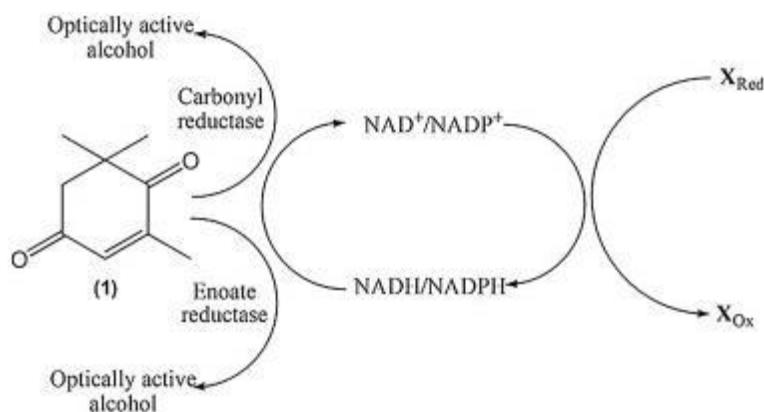 Optically active
alcohol
Carbonyl
reductase
O
O
(1)
Enoate
reductase
Optically active
alcohol
NAD⁺/NADP⁺
NADH/NADPH
X_Red
X_Ox